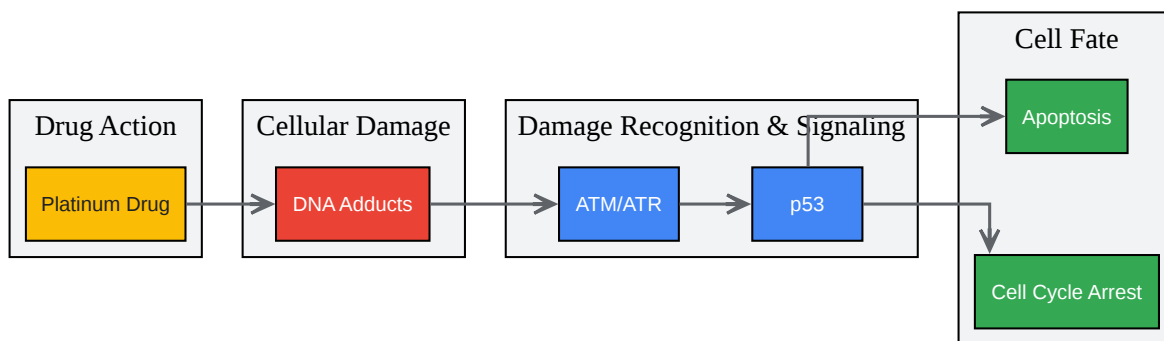 Drug Action
Platinum Drug
Cellular Damage
DNA Adducts
Damage Recognition & Signaling
ATM/ATR
p53
Cell Fate
Apoptosis
Cell Cycle Arrest